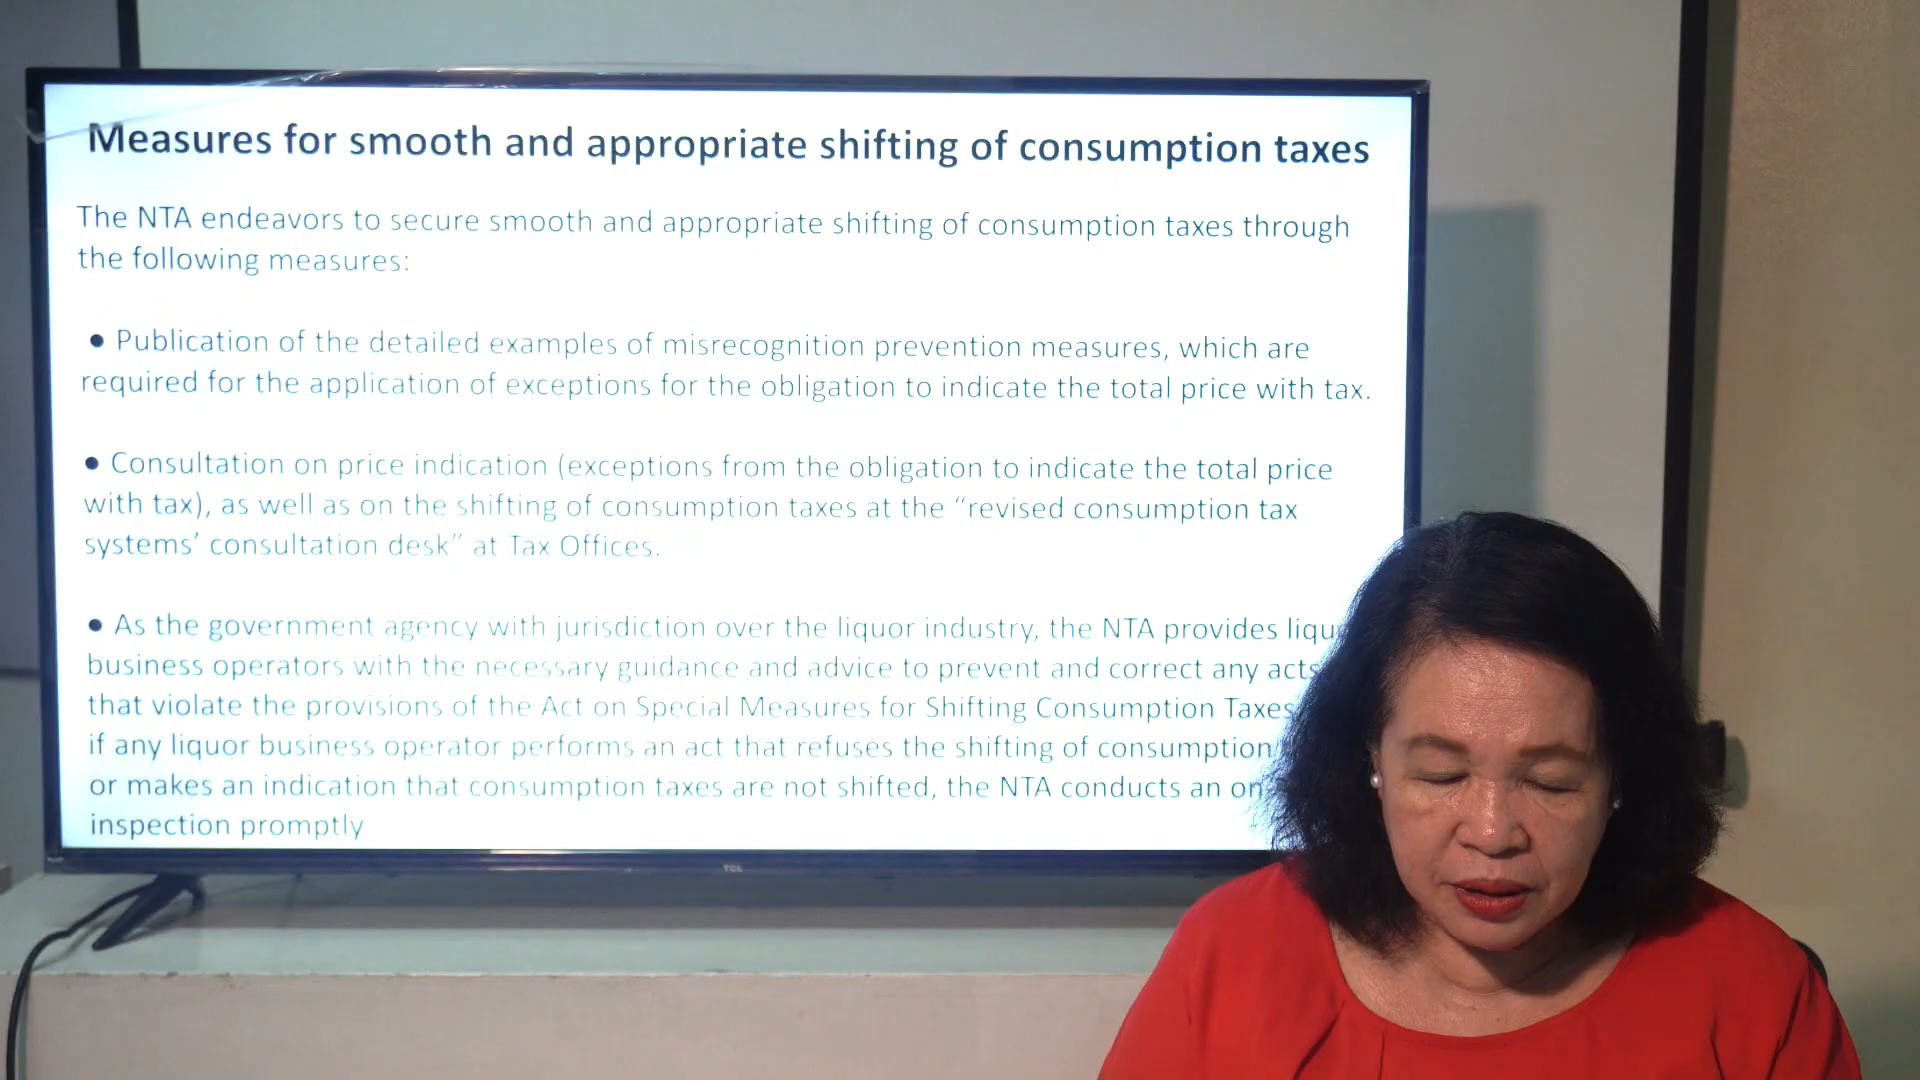 Measures for smooth and appropriate shifting of consumption taxes
The NTA endeavors to secure smooth and appropriate shifting of consumption taxes through
the following measures:
● Publication of the detailed examples of misrecognition prevention measures, which are
required for the application of exceptions for the obligation to indicate the total price with tax.
● Consultation on price indication (exceptions from the obligation to indicate the total price
with tax), as well as on the shifting of consumption taxes at the “revised consumption tax
systems’ consultation desk” at Tax Offices.
● As the government agency with jurisdiction over the liquor industry, the NTA provides
business operators with the necessary guidance and advice to prevent and correct any acts
that violate the provisions of the Act on Special Measures for Shifting Consumption Taxes
if any liquor business operator performs an act that refuses the shifting of consumption
or makes an indication that consumption taxes are not shifted, the NTA conducts an
inspection promptly
TCL